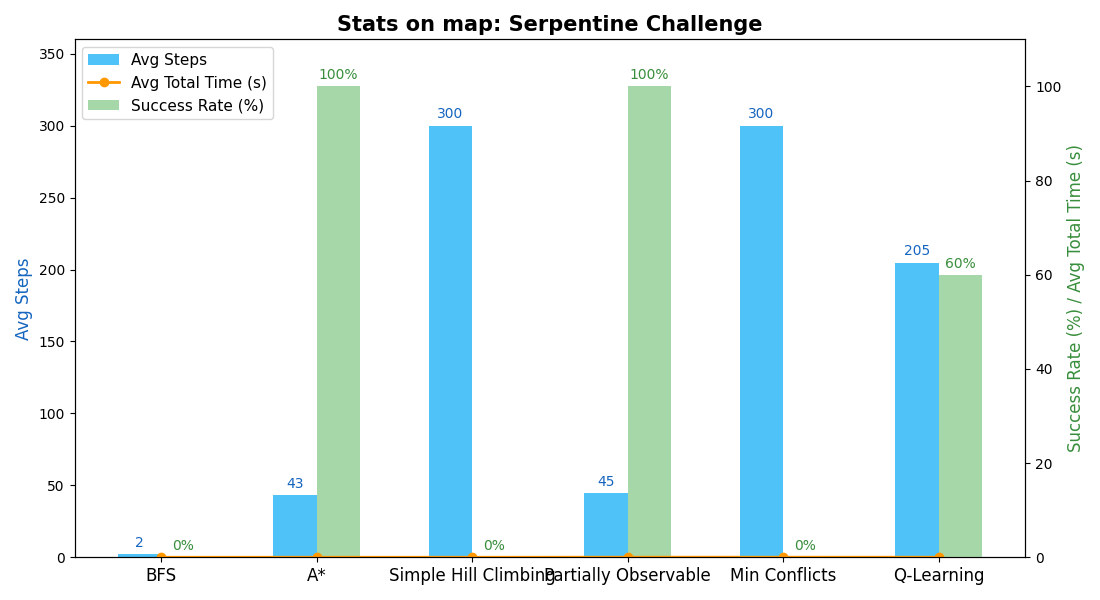 Stats on map: Serpentine Challenge
Avg Steps
Avg Total Time (s)
Success Rate (%)
350
300
250
200
150
100
50
0
Avg Steps
100
80
60
40
20
0
Success Rate (%) / Avg Total Time (s)
2
0%
43
100%
300
0%
45
100%
300
0%
205
60%
BFS
A*
Simple Hill Climbing
Partially Observable
Min Conflicts
Q-Learning